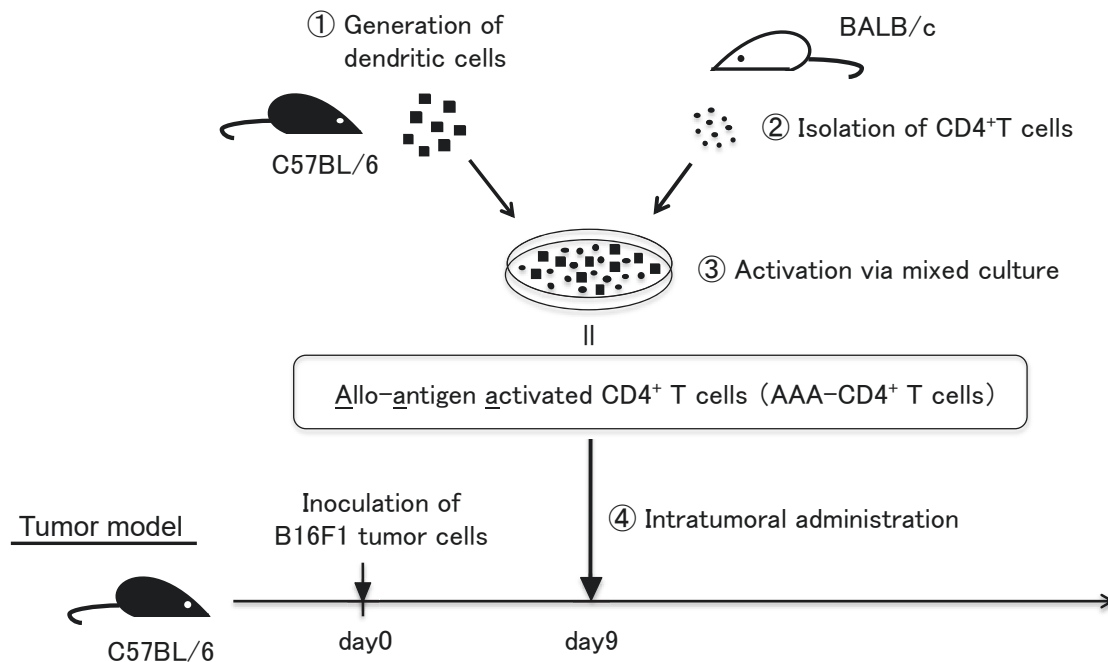 ① Generation of
dendritic cells
BALB/c
C57BL/6
② Isolation of CD4⁺T cells
③ Activation via mixed culture
Allo-antigen activated CD4⁺ T cells (AAA-CD4⁺ T cells)
Inoculation of
B16F1 tumor cells
④ Intratumoral administration
Tumor model
C57BL/6
day0
day9